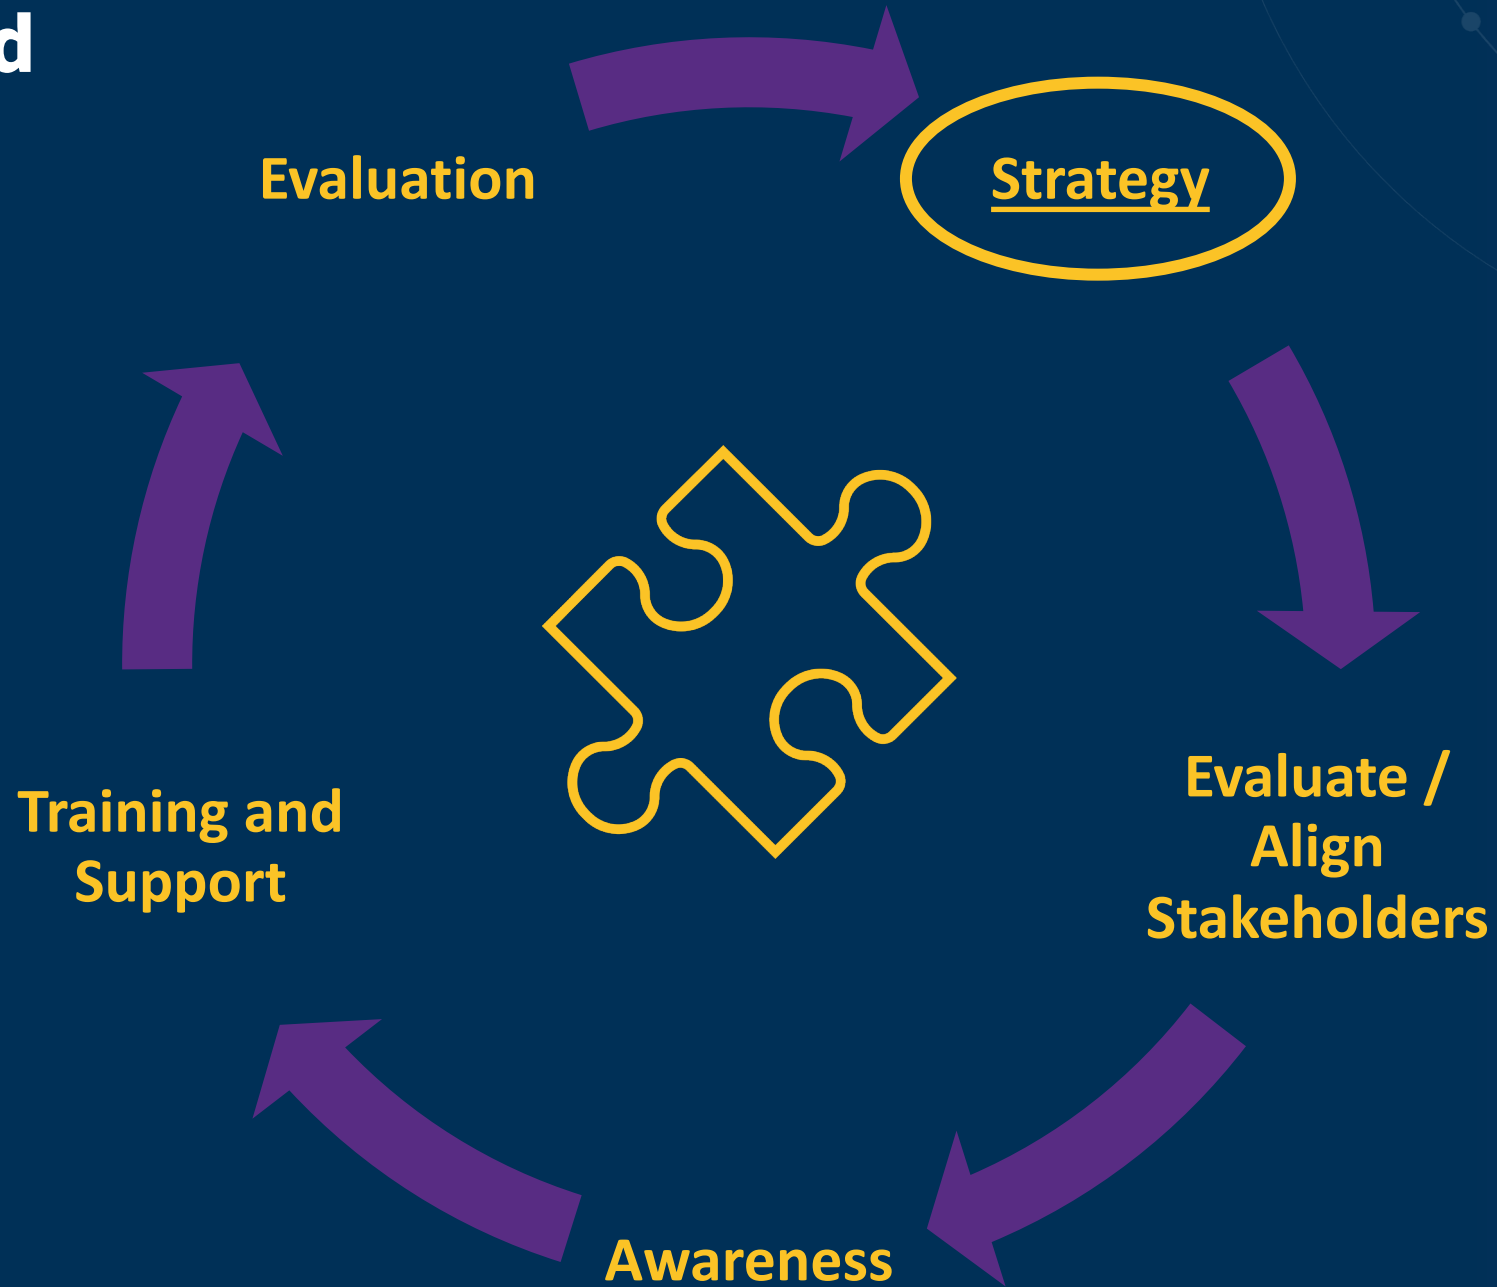 d
Evaluation
Strategy
Evaluate /
Align
Stakeholders
Training and
Support
Awareness